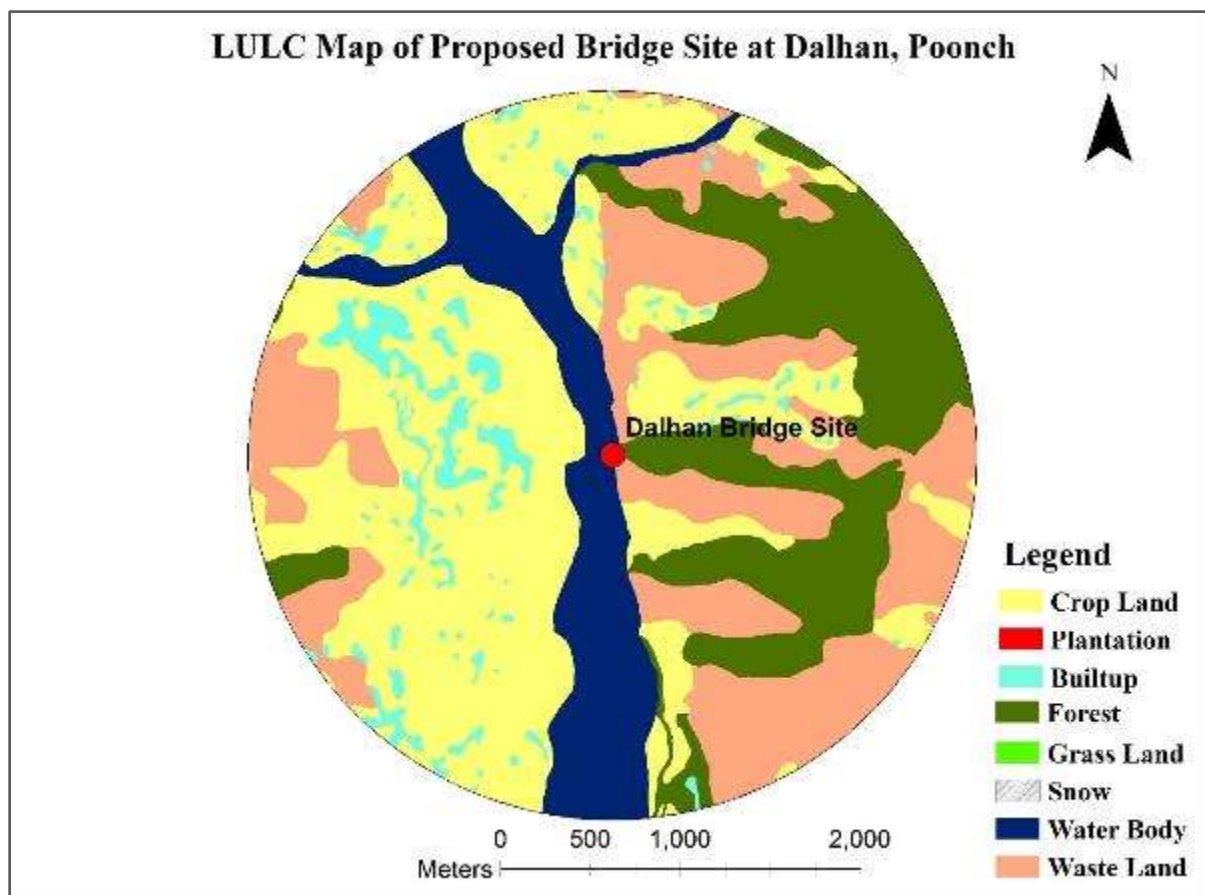 LULC Map of Proposed Bridge Site at Dalhan, Poonch
N
Dalhan Bridge Site
Legend
Crop Land
Plantation
Builtup
Forest
Grass Land
Snow
Water Body
Waste Land
0 500 1,000 2,000
Meters